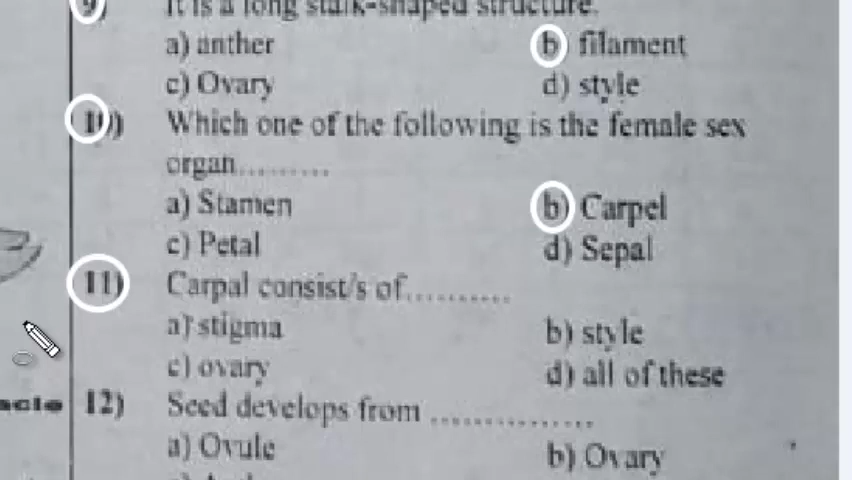 9) It is a long stalk-shaped structure.
a) anther b) filament
c) Ovary d) style
10) Which one of the following is the female sex
organ.........
a) Stamen b) Carpel
c) Petal d) Sepal
11) Carpal consist/s of..........
a) stigma b) style
c) ovary d) all of these
acle 12) Seed develops from ..............
a) Ovule b) Ovary